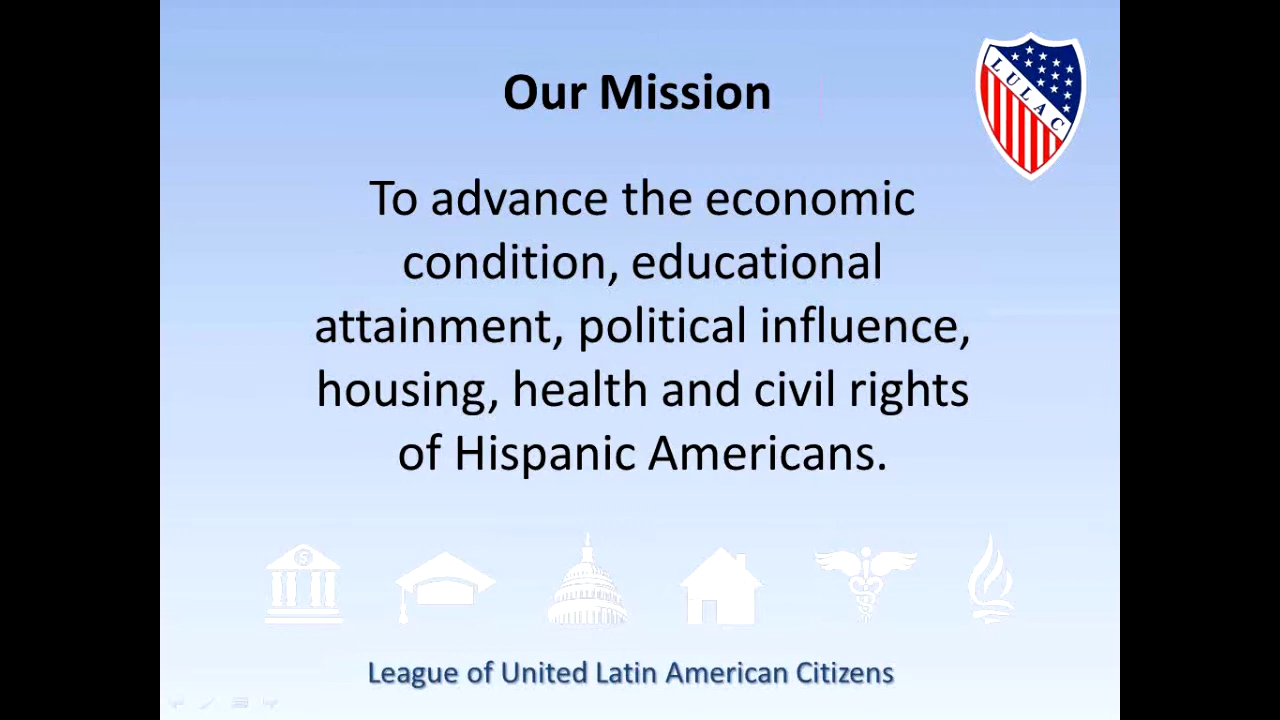 Our Mission
LULAC
To advance the economic
condition, educational
attainment, political influence,
housing, health and civil rights
of Hispanic Americans.
$
League of United Latin American Citizens